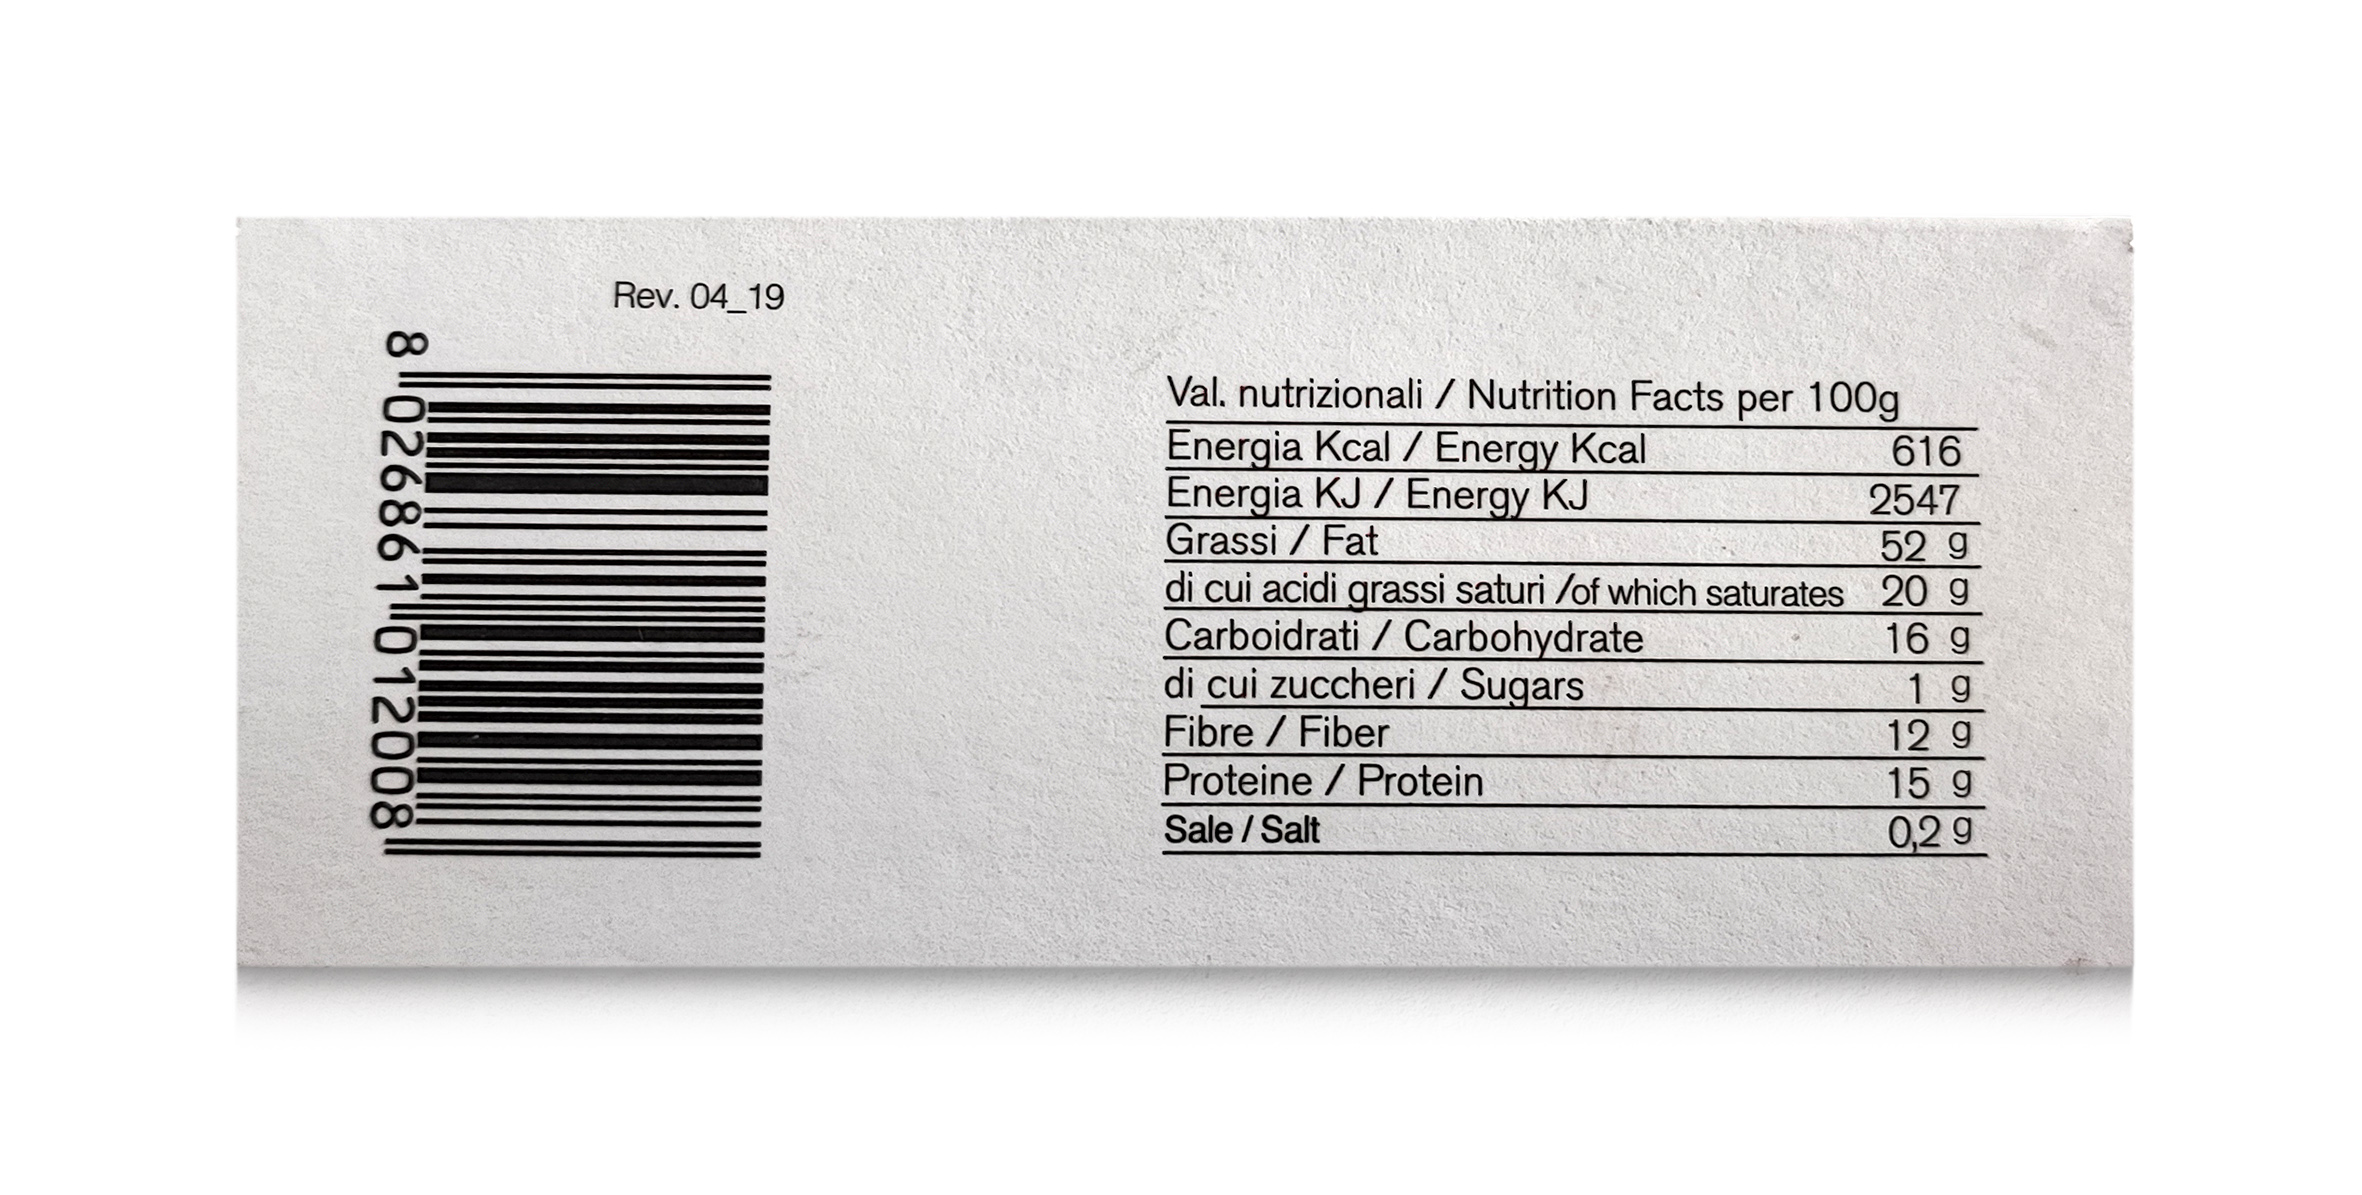 Rev. 04_19
8 026861 012008
Val. nutrizionali / Nutrition Facts per 100g
Energia Kcal / Energy Kcal 616
Energia KJ / Energy KJ 2547
Grassi / Fat 52 g
di cui acidi grassi saturi /of which saturates 20 g
Carboidrati / Carbohydrate 16 g
di cui zuccheri / Sugars 1 g
Fibre / Fiber 12 g
Proteine / Protein 15 g
Sale / Salt 0,2 g